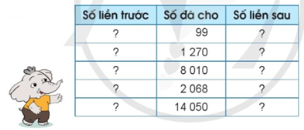 Số liền trước Số đã cho Số liền sau
? 99 ?
? 1 270 ?
? 8 010 ?
? 2 068 ?
? 14 050 ?